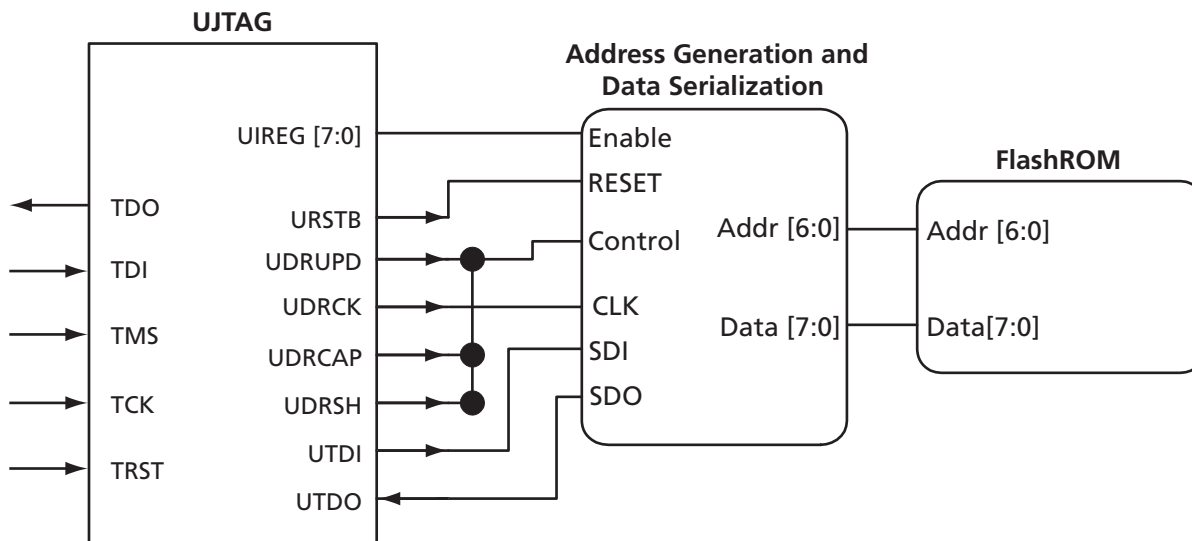 UJTAG
UIREG [7:0]
URSTB
UDRUPD
UDRCK
UDRCAP
UDRSH
UTDI
UTDO
TDO
TDI
TMS
TCK
TRST
Address Generation and
Data Serialization
Enable
RESET
Control
CLK
SDI
SDO
Addr [6:0]
Data [7:0]
FlashROM
Addr [6:0]
Data[7:0]